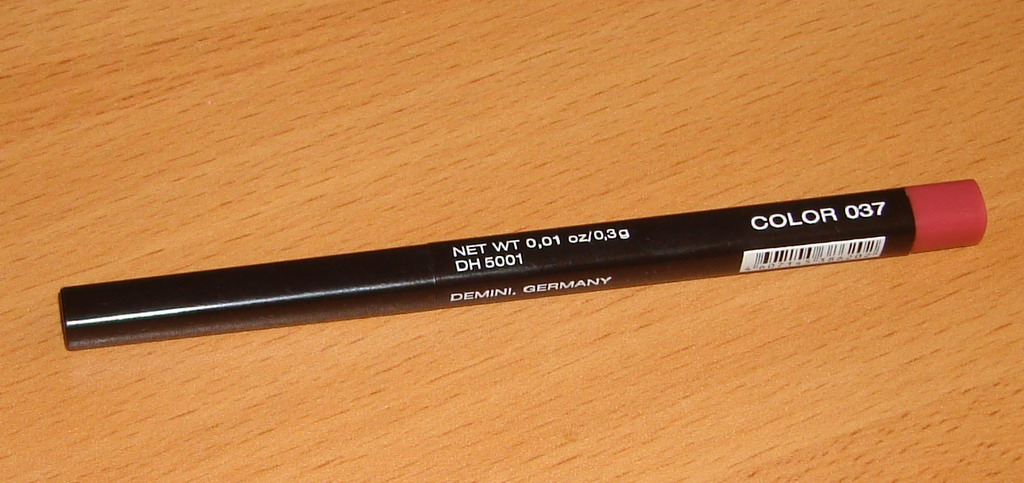 NET WT 0,01 oz/0,3g
DH 5001
DEMINI, GERMANY
COLOR 037